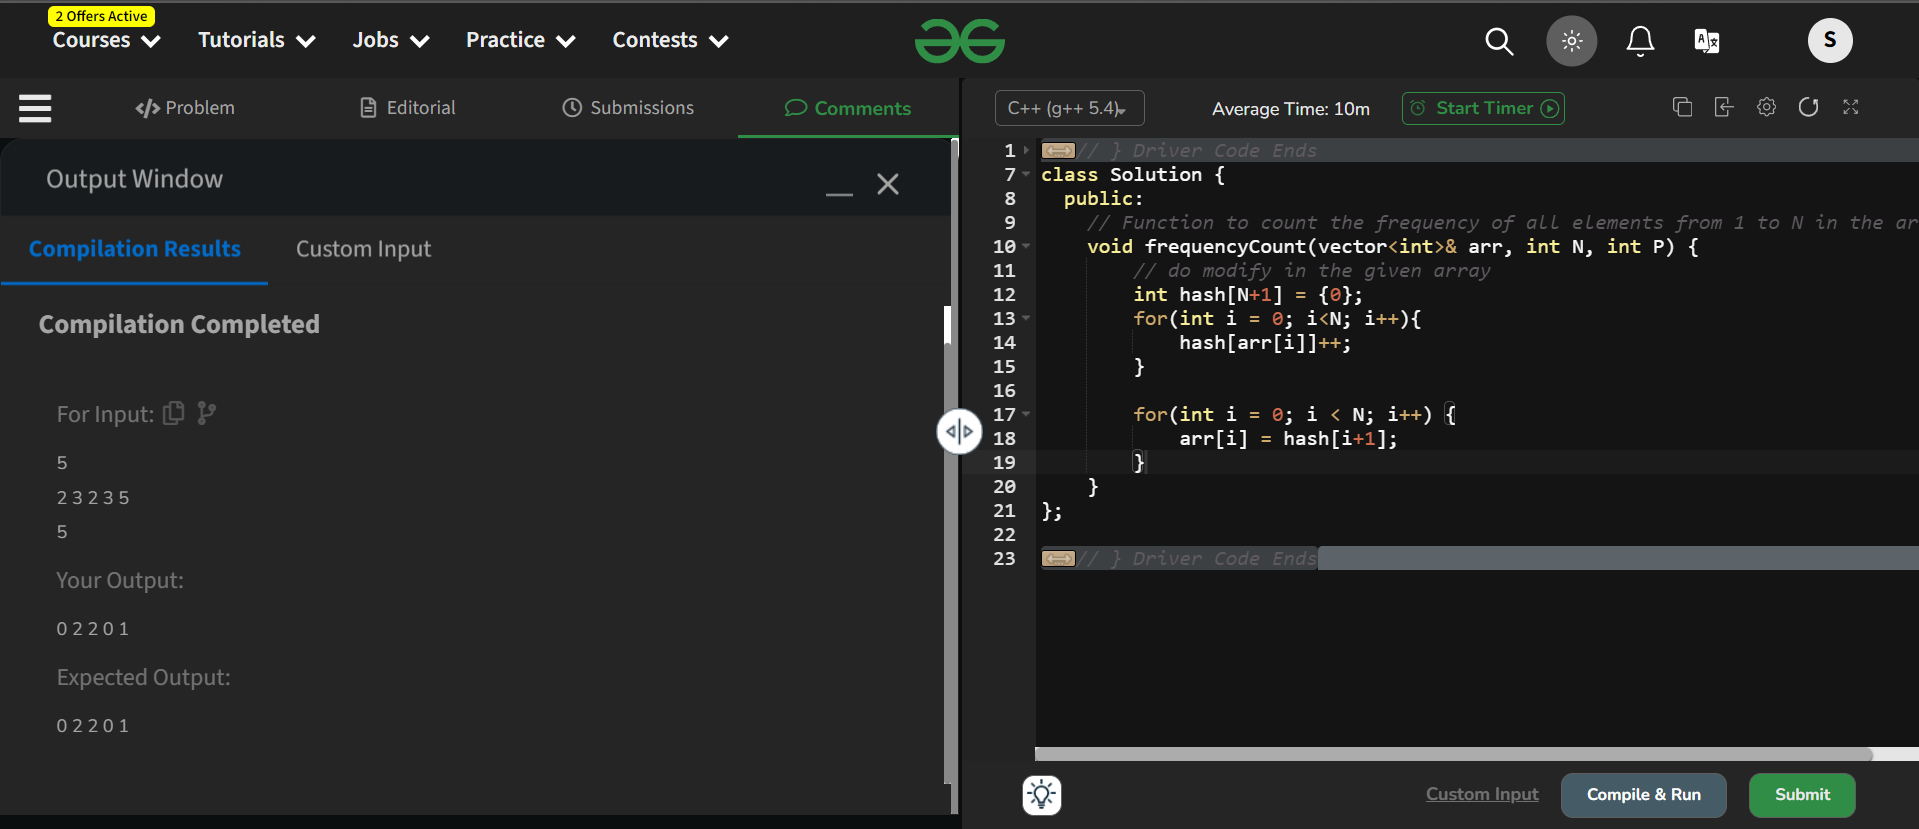 2 Offers Active
Courses Tutorials Jobs Practice Contests
S
Problem Editorial Submissions Comments
Output Window
Compilation Results Custom Input
Compilation Completed
For Input:
5
2 3 2 3 5
5
Your Output:
0 2 2 0 1
Expected Output:
0 2 2 0 1
C++ (g++ 5.4) Average Time: 10m Start Timer
1 // } Driver Code Ends
7 class Solution {
8 public:
9 // Function to count the frequency of all elements from 1 to N in the ar
10 void frequencyCount(vector<int>& arr, int N, int P) {
11 // do modify in the given array
12 int hash[N+1] = {0};
13 for(int i = 0; i<N; i++){
14 hash[arr[i]]++;
15 }
16
17 for(int i = 0; i < N; i++) {
18 arr[i] = hash[i+1];
19 }
20 }
21 };
22
23 // } Driver Code Ends
Custom Input Compile & Run Submit